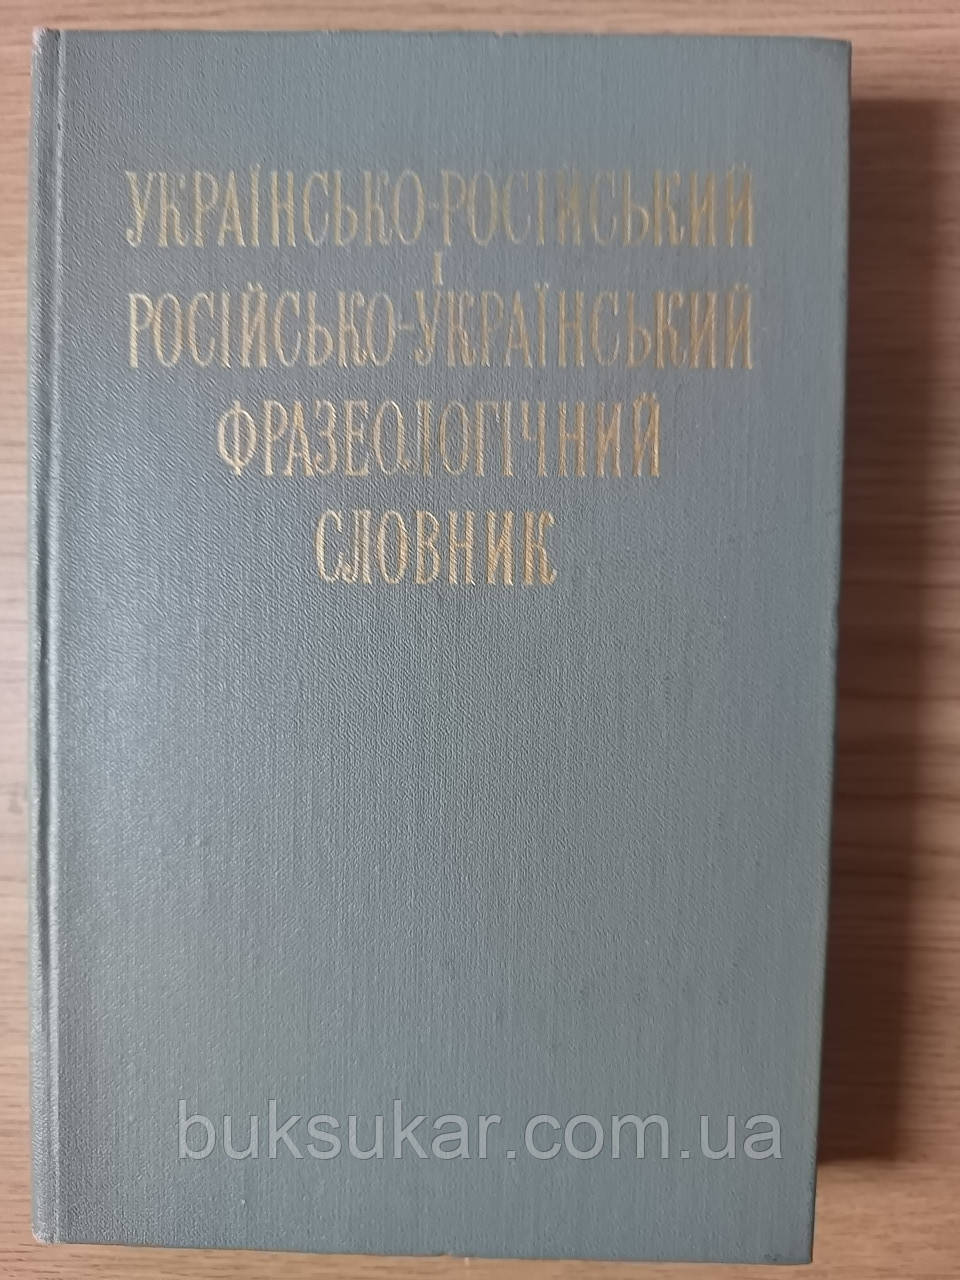 УКРАЇНСЬКО-РОСІЙСЬКИЙ
І
РОСІЙСЬКО-УКРАЇНСЬКИЙ
ФРАЗЕОЛОГІЧНИЙ
СЛОВНИК
buksukar.com.ua